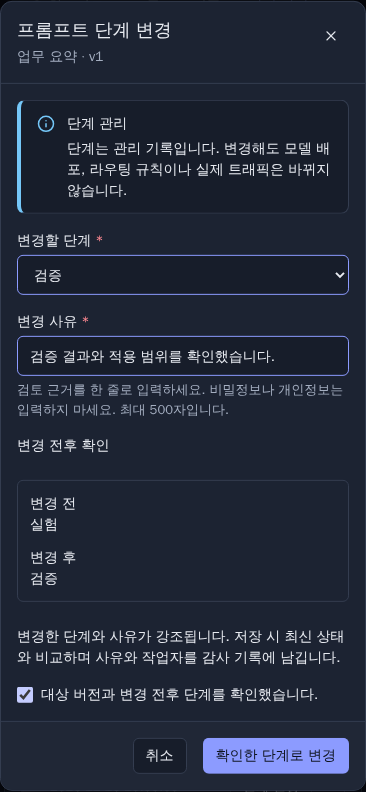 프롬프트 단계 변경
업무 요약 · v1
단계 관리
단계는 관리 기록입니다. 변경해도 모델 배
포, 라우팅 규칙이나 실제 트래픽은 바뀌지
않습니다.
변경할 단계 *
검증
변경 사유 *
검증 결과와 적용 범위를 확인했습니다.
검토 근거를 한 줄로 입력하세요. 비밀정보나 개인정보는
입력하지 마세요. 최대 500자입니다.
변경 전후 확인
변경 전
실험
변경 후
검증
변경한 단계와 사유가 강조됩니다. 저장 시 최신 상태
와 비교하며 사유와 작업자를 감사 기록에 남깁니다.
대상 버전과 변경 전후 단계를 확인했습니다.
취소
확인한 단계로 변경